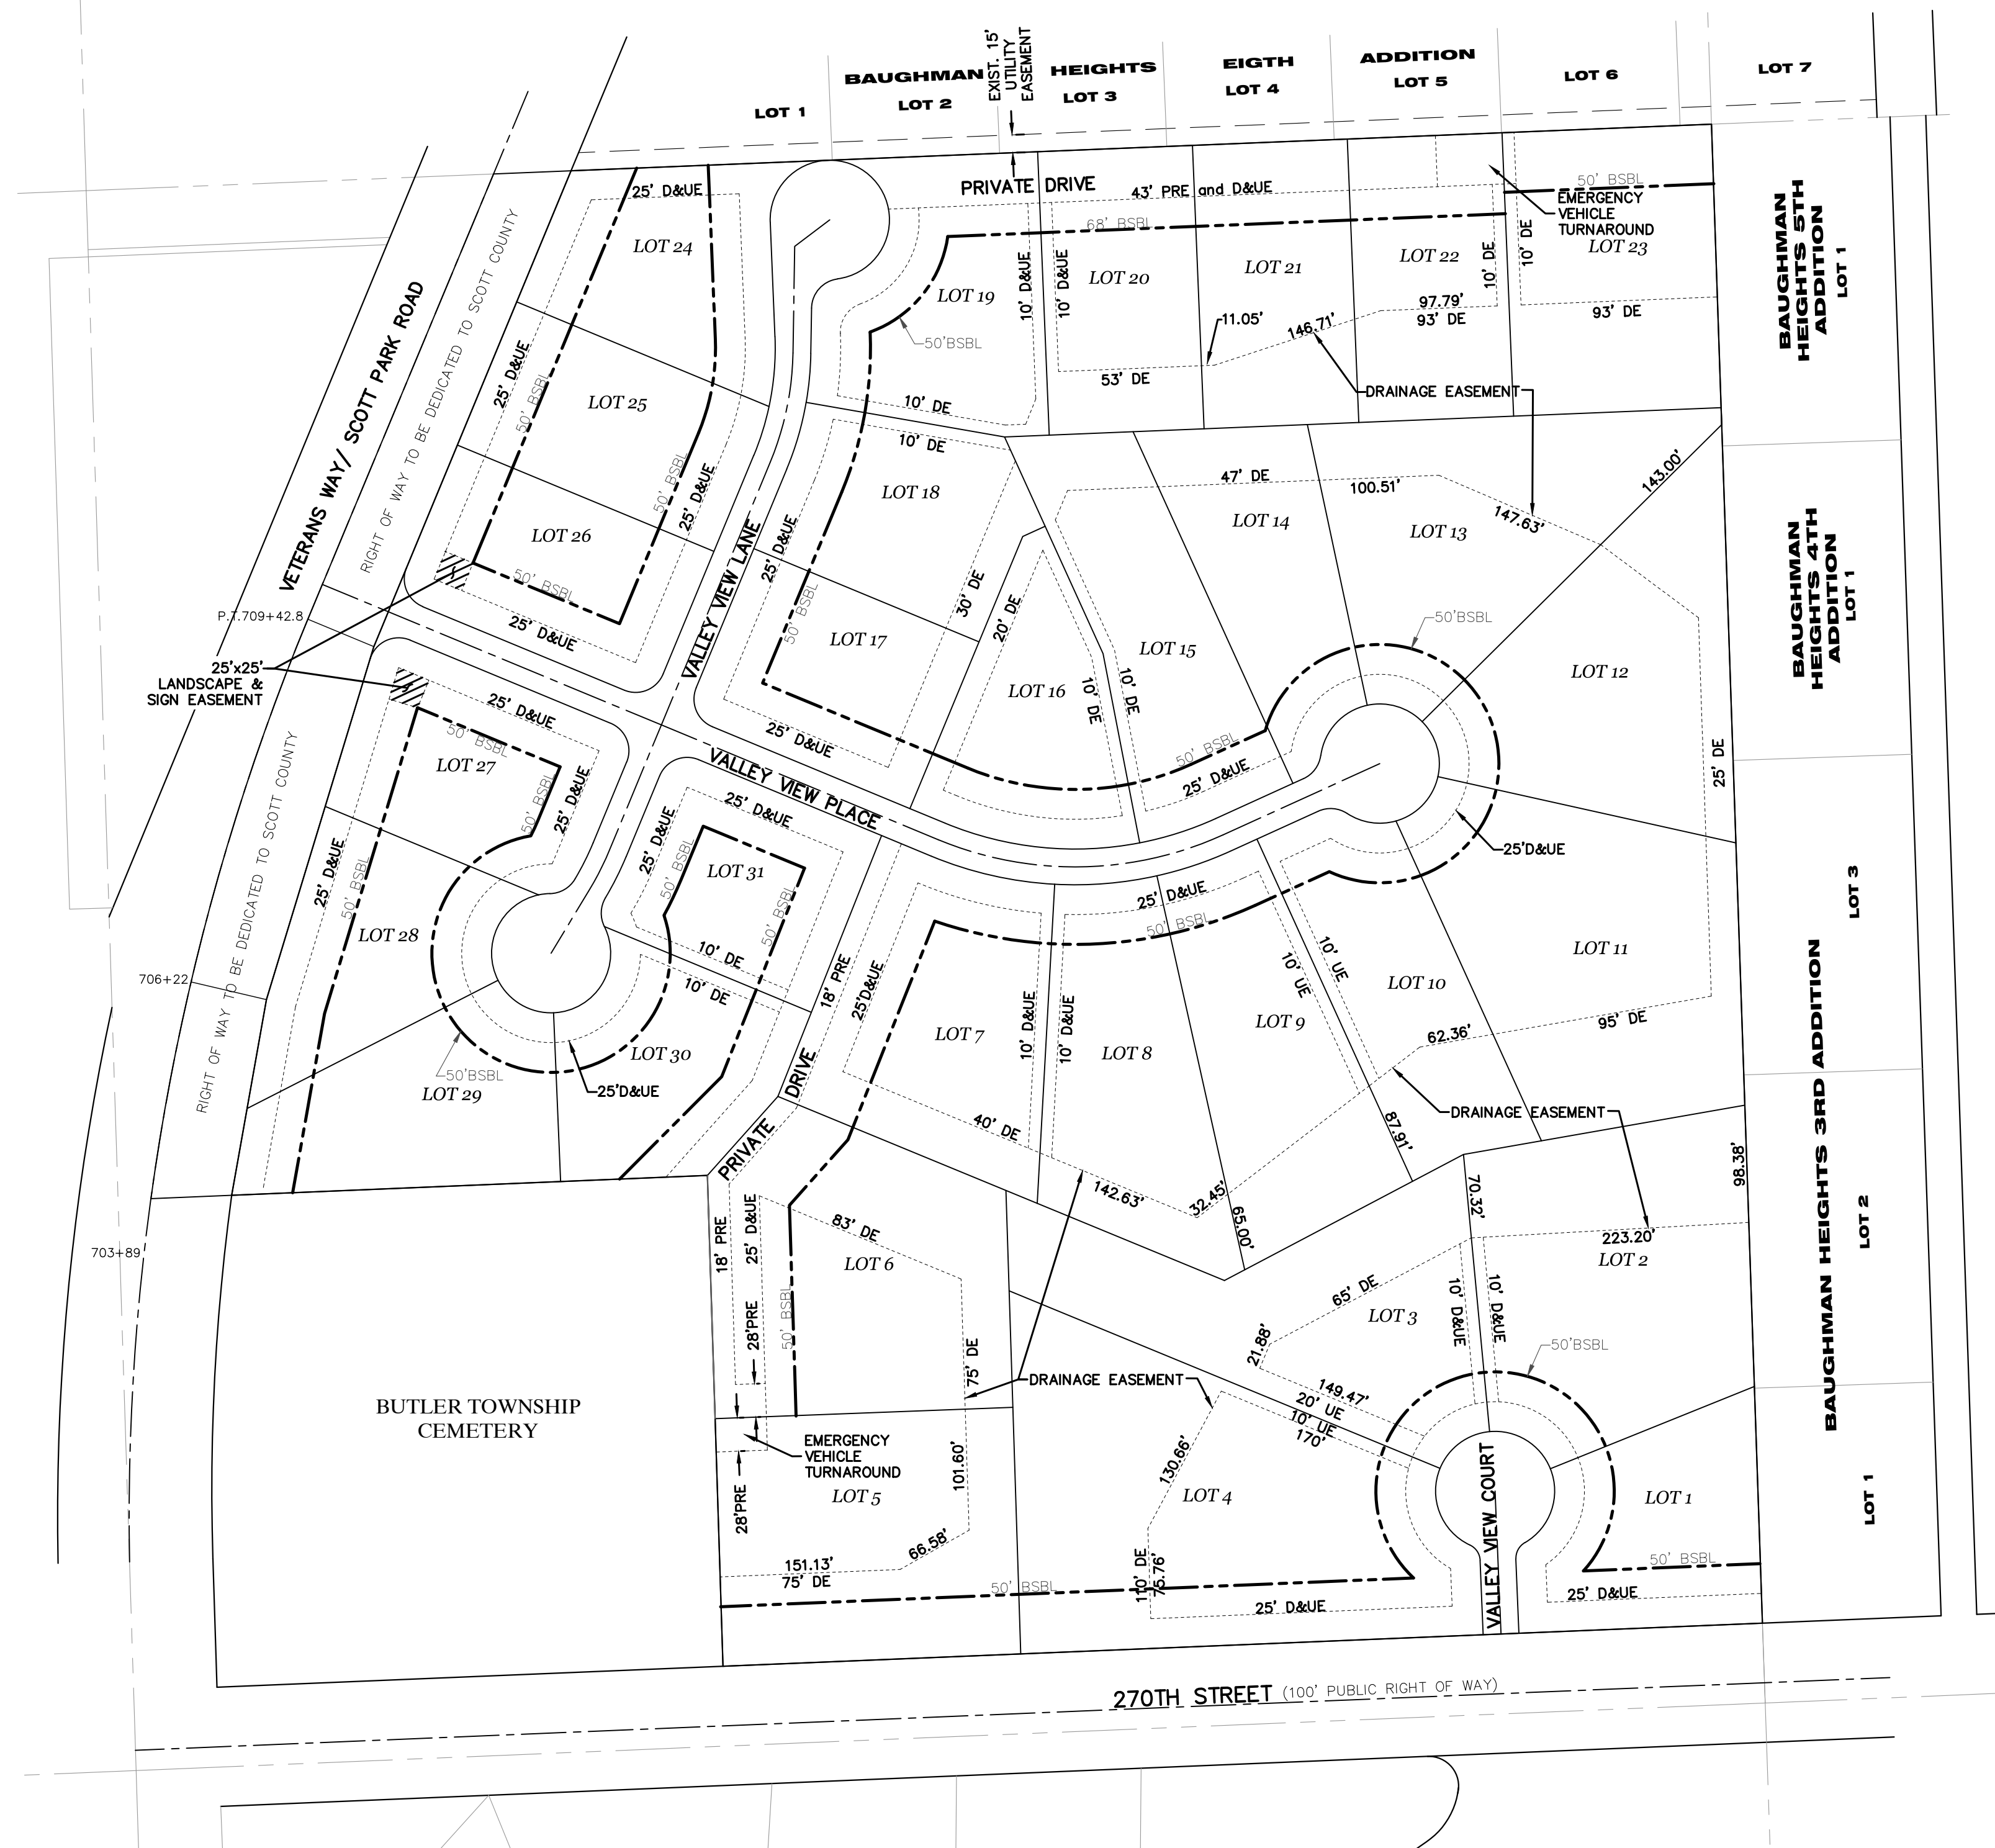 BAUGHMAN HEIGHTS EIGTH ADDITION
LOT 1
LOT 2
LOT 3
LOT 4
LOT 5
LOT 6
LOT 7
EXIST. 15'
UTILITY
EASEMENT
PRIVATE DRIVE
43' PRE and D&UE
68' BSBL
50' BSBL
EMERGENCY
VEHICLE
TURNAROUND
25' D&UE
LOT 24
LOT 19
LOT 20
LOT 21
LOT 22
LOT 23
10' D&UE
10' D&UE
10' DE
10' DE
50'BSBL
11.05'
146.71'
97.79'
93' DE
93' DE
53' DE
DRAINAGE EASEMENT
BAUGHMAN
HEIGHTS 5TH
ADDITION
LOT 1
VETERANS WAY/ SCOTT PARK ROAD
RIGHT OF WAY TO BE DEDICATED TO SCOTT COUNTY
25' D&UE
50' BSBL
LOT 25
50' BSBL
25' D&UE
LOT 26
50' BSBL
25' D&UE
10' DE
10' DE
LOT 18
25' D&UE
50' BSBL
VALLEY VIEW LANE
LOT 17
30' DE
20' DE
25' D&UE
47' DE
100.51'
147.63'
143.00'
LOT 14
LOT 13
LOT 15
LOT 16
10' DE
10' DE
LOT 12
50'BSBL
50' BSBL
25' D&UE
25' DE
BAUGHMAN
HEIGHTS 4TH
ADDITION
LOT 1
P.T.709+42.8
25'x25'
LANDSCAPE &
SIGN EASEMENT
25' D&UE
50' BSBL
LOT 27
50' BSBL
25' D&UE
VALLEY VIEW PLACE
25' D&UE
25' D&UE
50' BSBL
LOT 31
50' BSBL
10' DE
10' DE
18' PRE
25'D&UE
25' D&UE
50' BSBL
LOT 28
RIGHT OF WAY TO BE DEDICATED TO SCOTT COUNTY
706+22
LOT 29
50'BSBL
LOT 30
25'D&UE
PRIVATE DRIVE
25' D&UE
50' BSBL
25'D&UE
LOT 7
10' D&UE
10' D&UE
LOT 8
LOT 9
10' UE
10' UE
LOT 10
LOT 11
62.36'
95' DE
DRAINAGE EASEMENT
87.91'
40' DE
142.63'
32.45'
65.00'
70.32'
98.38'
BAUGHMAN HEIGHTS 3RD ADDITION
LOT 3
LOT 2
LOT 1
703+89
18' PRE
25' D&UE
83' DE
LOT 6
28'PRE
50' BSBL
75' DE
DRAINAGE EASEMENT
223.20'
LOT 2
65' DE
LOT 3
10' D&UE
10' D&UE
21.88'
50'BSBL
149.47'
20' UE
10' UE
170'
BUTLER TOWNSHIP
CEMETERY
EMERGENCY
VEHICLE
TURNAROUND
LOT 5
28'PRE
101.60'
66.58'
151.13'
75' DE
130.66'
LOT 4
110' DE
75.76'
50' BSBL
25' D&UE
VALLEY VIEW COURT
LOT 1
50' BSBL
25' D&UE
270TH STREET (100' PUBLIC RIGHT OF WAY)